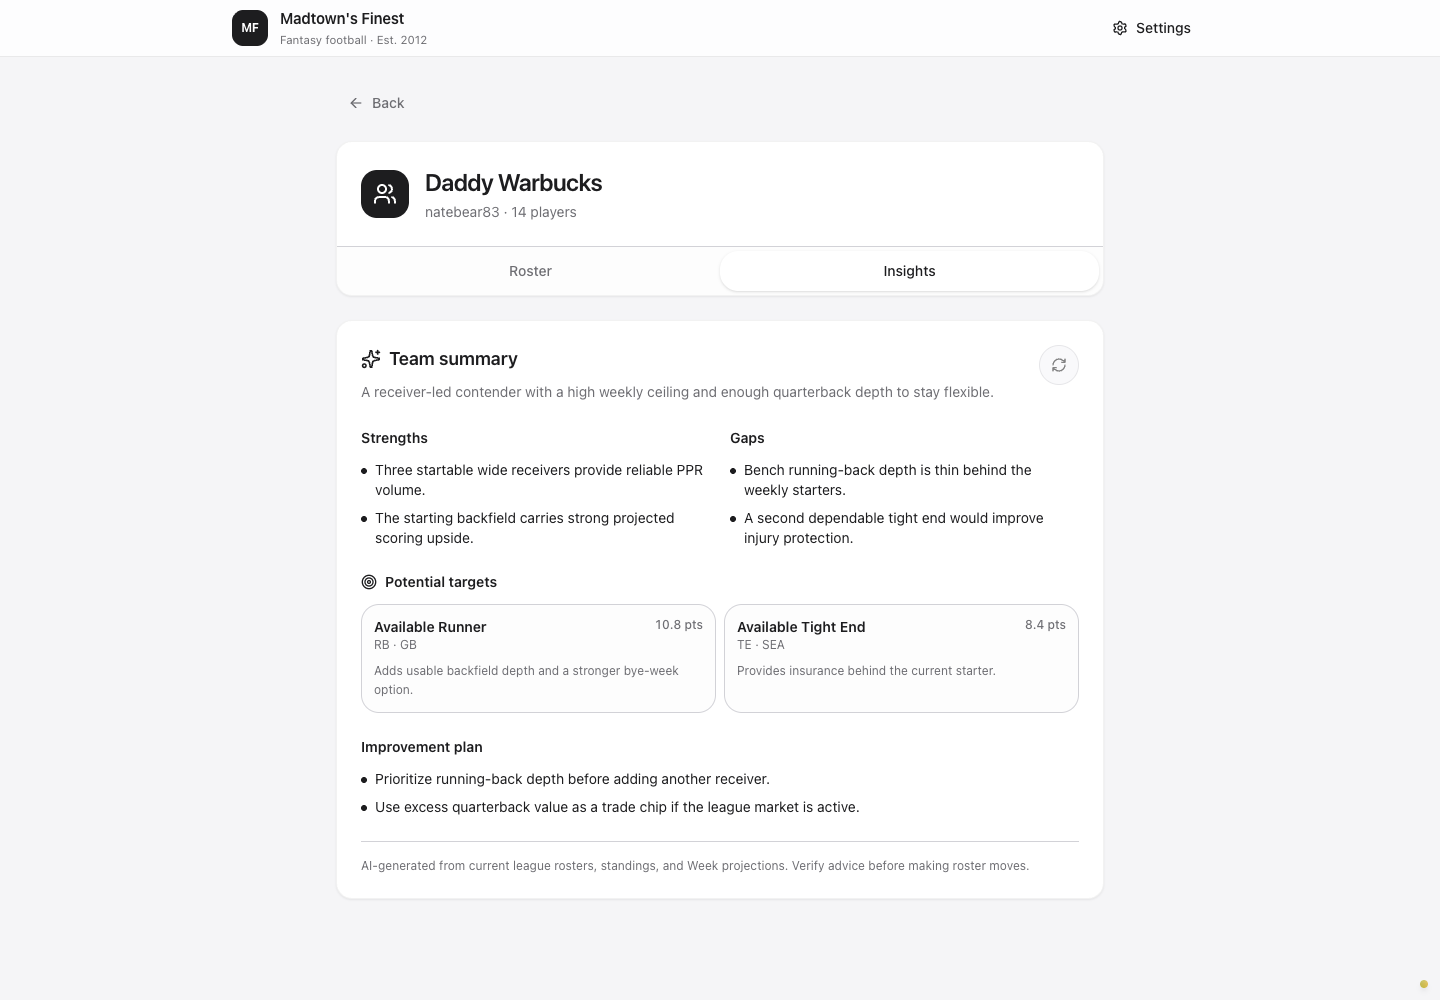 MF
Madtown's Finest
Fantasy football · Est. 2012
Settings
Back
Daddy Warbucks
natebear83 · 14 players
Roster
Insights
Team summary
A receiver-led contender with a high weekly ceiling and enough quarterback depth to stay flexible.
Strengths
Three startable wide receivers provide reliable PPR
volume.
The starting backfield carries strong projected
scoring upside.
Gaps
Bench running-back depth is thin behind the
weekly starters.
A second dependable tight end would improve
injury protection.
Potential targets
Available Runner
10.8 pts
RB · GB
Adds usable backfield depth and a stronger bye-week
option.
Available Tight End
8.4 pts
TE · SEA
Provides insurance behind the current starter.
Improvement plan
Prioritize running-back depth before adding another receiver.
Use excess quarterback value as a trade chip if the league market is active.
AI-generated from current league rosters, standings, and Week projections. Verify advice before making roster moves.